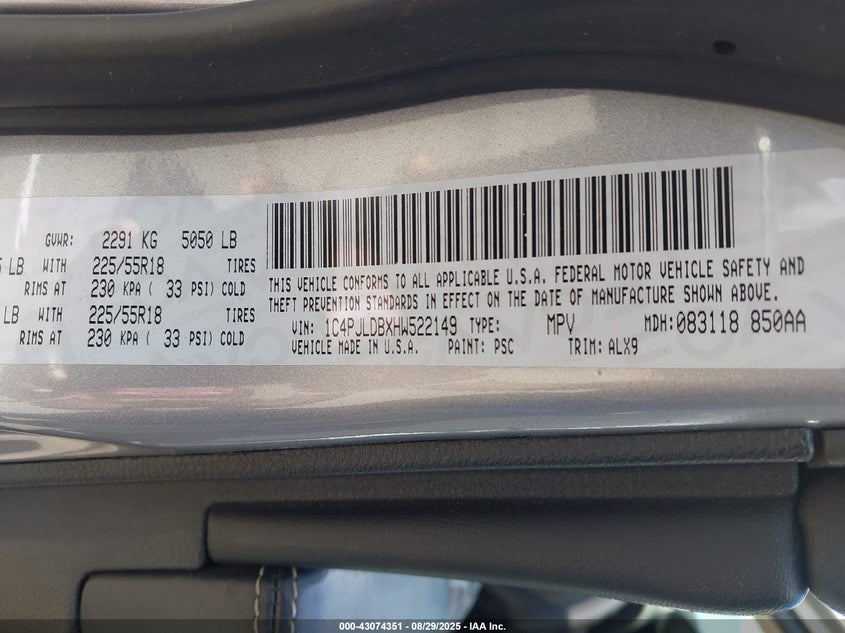 GVWR: 2291 KG 5050 LB
LB WITH 225/55R18 TIRES
RIMS AT 230 KPA ( 33 PSI) COLD
LB WITH 225/55R18 TIRES
RIMS AT 230 KPA ( 33 PSI) COLD
THIS VEHICLE CONFORMS TO ALL APPLICABLE U.S.A. FEDERAL MOTOR VEHICLE SAFETY AND
THEFT PREVENTION STANDARDS IN EFFECT ON THE DATE OF MANUFACTURE SHOWN ABOVE.
VIN: 1C4PJLDBXHW522149 TYPE: MPV MDH:083118 850AA
VEHICLE MADE IN U.S.A. PAINT: PSC TRIM: ALX9
000-43074351 - 08/29/2025 - IAA Inc.